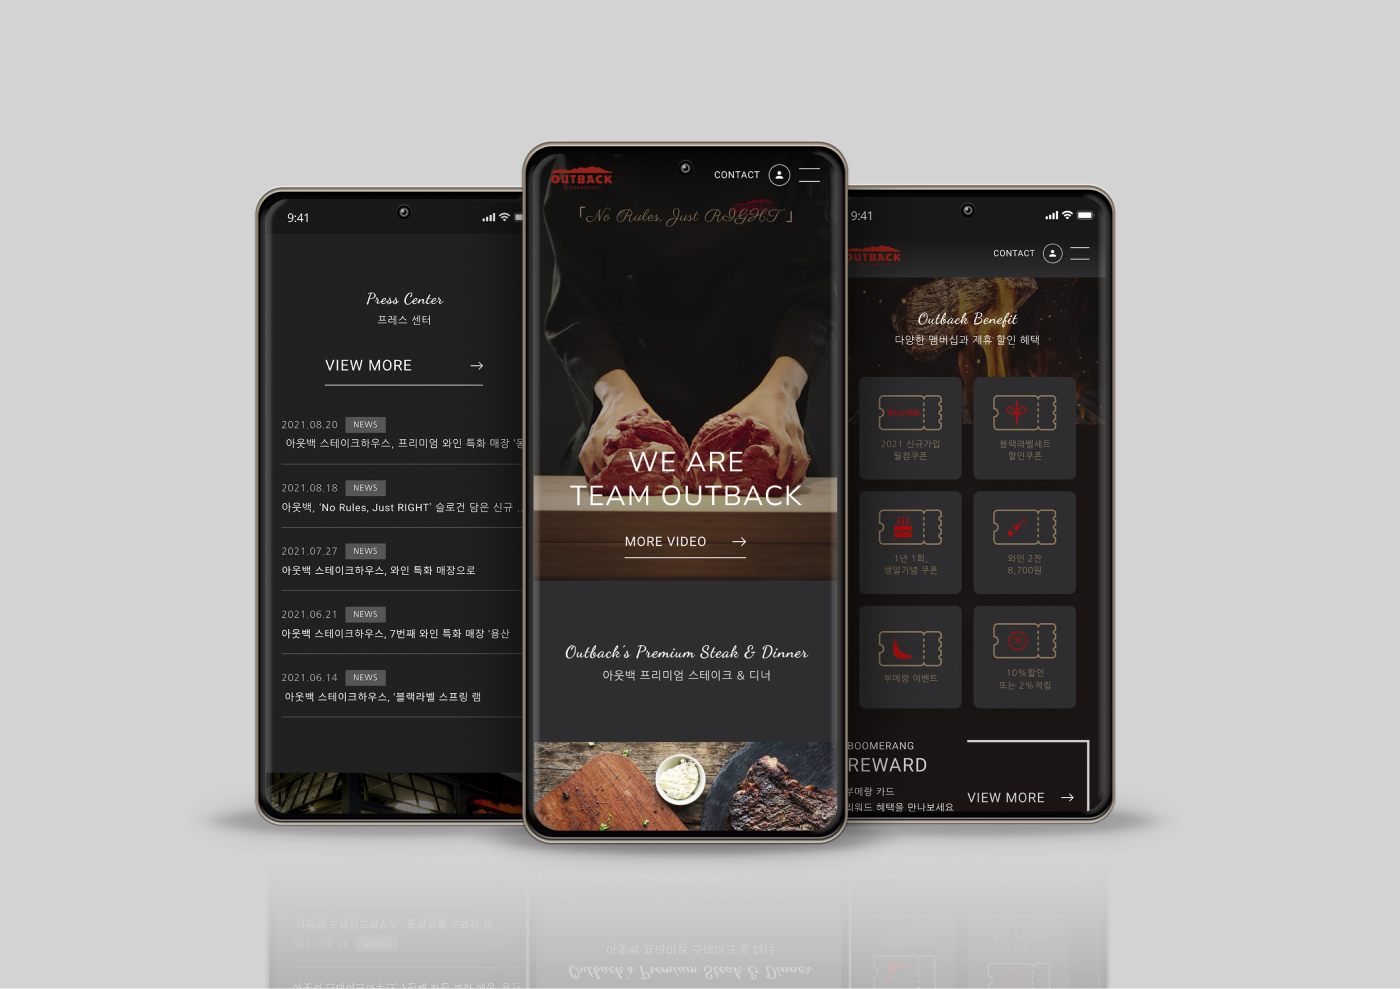 9:41
Press Center
프레스 센터
VIEW MORE
2021.08.20 NEWS
아웃백 스테이크하우스, 프리미엄 와인 특화 매장 '동
2021.08.18 NEWS
아웃백, 'No Rules, Just RIGHT' 슬로건 담은 신규 ..
2021.07.27 NEWS
아웃백 스테이크하우스, 와인 특화 매장으로
2021.06.21 NEWS
아웃백 스테이크하우스, 7번째 와인 특화 매장 '용산
2021.06.14 NEWS
아웃백 스테이크하우스, '블랙라벨 스프링 램
OUTBACK
CONTACT
「No Rules, Just RIGHT」
WE ARE
TEAM OUTBACK
MORE VIDEO
Outback's Premium Steak & Dinner
아웃백 프리미엄 스테이크 & 디너
9:41
OUTBACK
CONTACT
Outback Benefit
다양한 맴버십과 제휴 할인 혜택
WELCOME
2021 신규가입
웰컴쿠폰
블랙라벨세트
할인쿠폰
1년 1회,
생일기념 쿠폰
와인 2잔
8,700원
부메랑 이벤트
%
10%할인
또는 2%적립
BOOMERANG
REWARD
부메랑 카드
리워드 혜택을 만나보세요
VIEW MORE